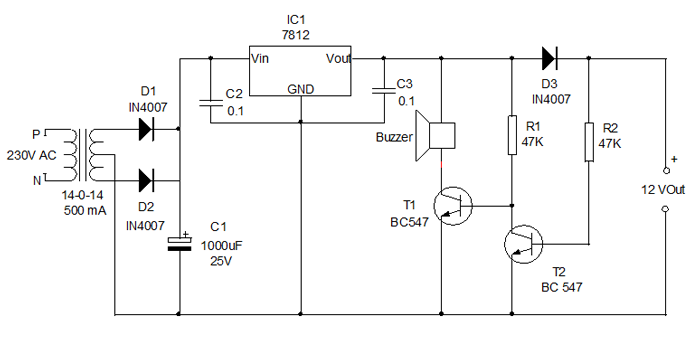 IC1
7812
Vin
Vout
GND
C2
0.1
C3
0.1
D3
IN4007
D1
IN4007
P
230V AC
N
14-0-14
500 mA
D2
IN4007
C1
+
1000uF
25V
Buzzer
R1
47K
R2
47K
T1
BC547
T2
BC 547
+
12 VOut